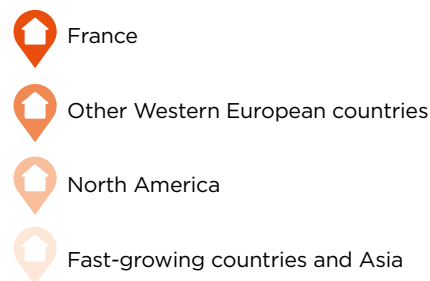 France
Other Western European countries
North America
Fast-growing countries and Asia